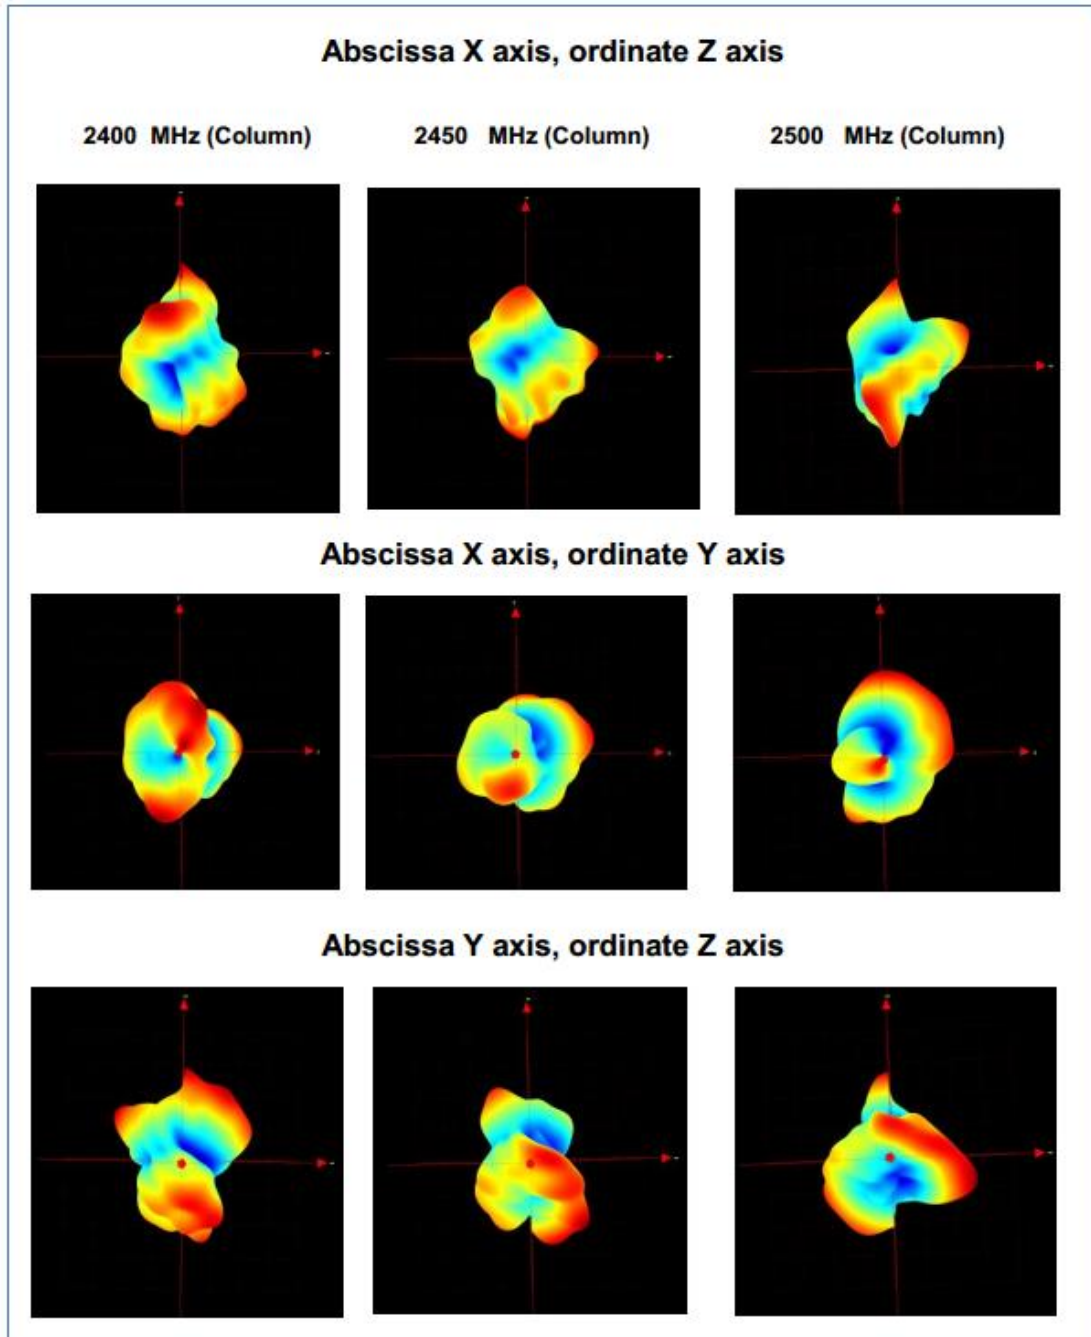 Abscissa X axis, ordinate Z axis
2400 MHz (Column) 2450 MHz (Column) 2500 MHz (Column)
Abscissa X axis, ordinate Y axis
Abscissa Y axis, ordinate Z axis